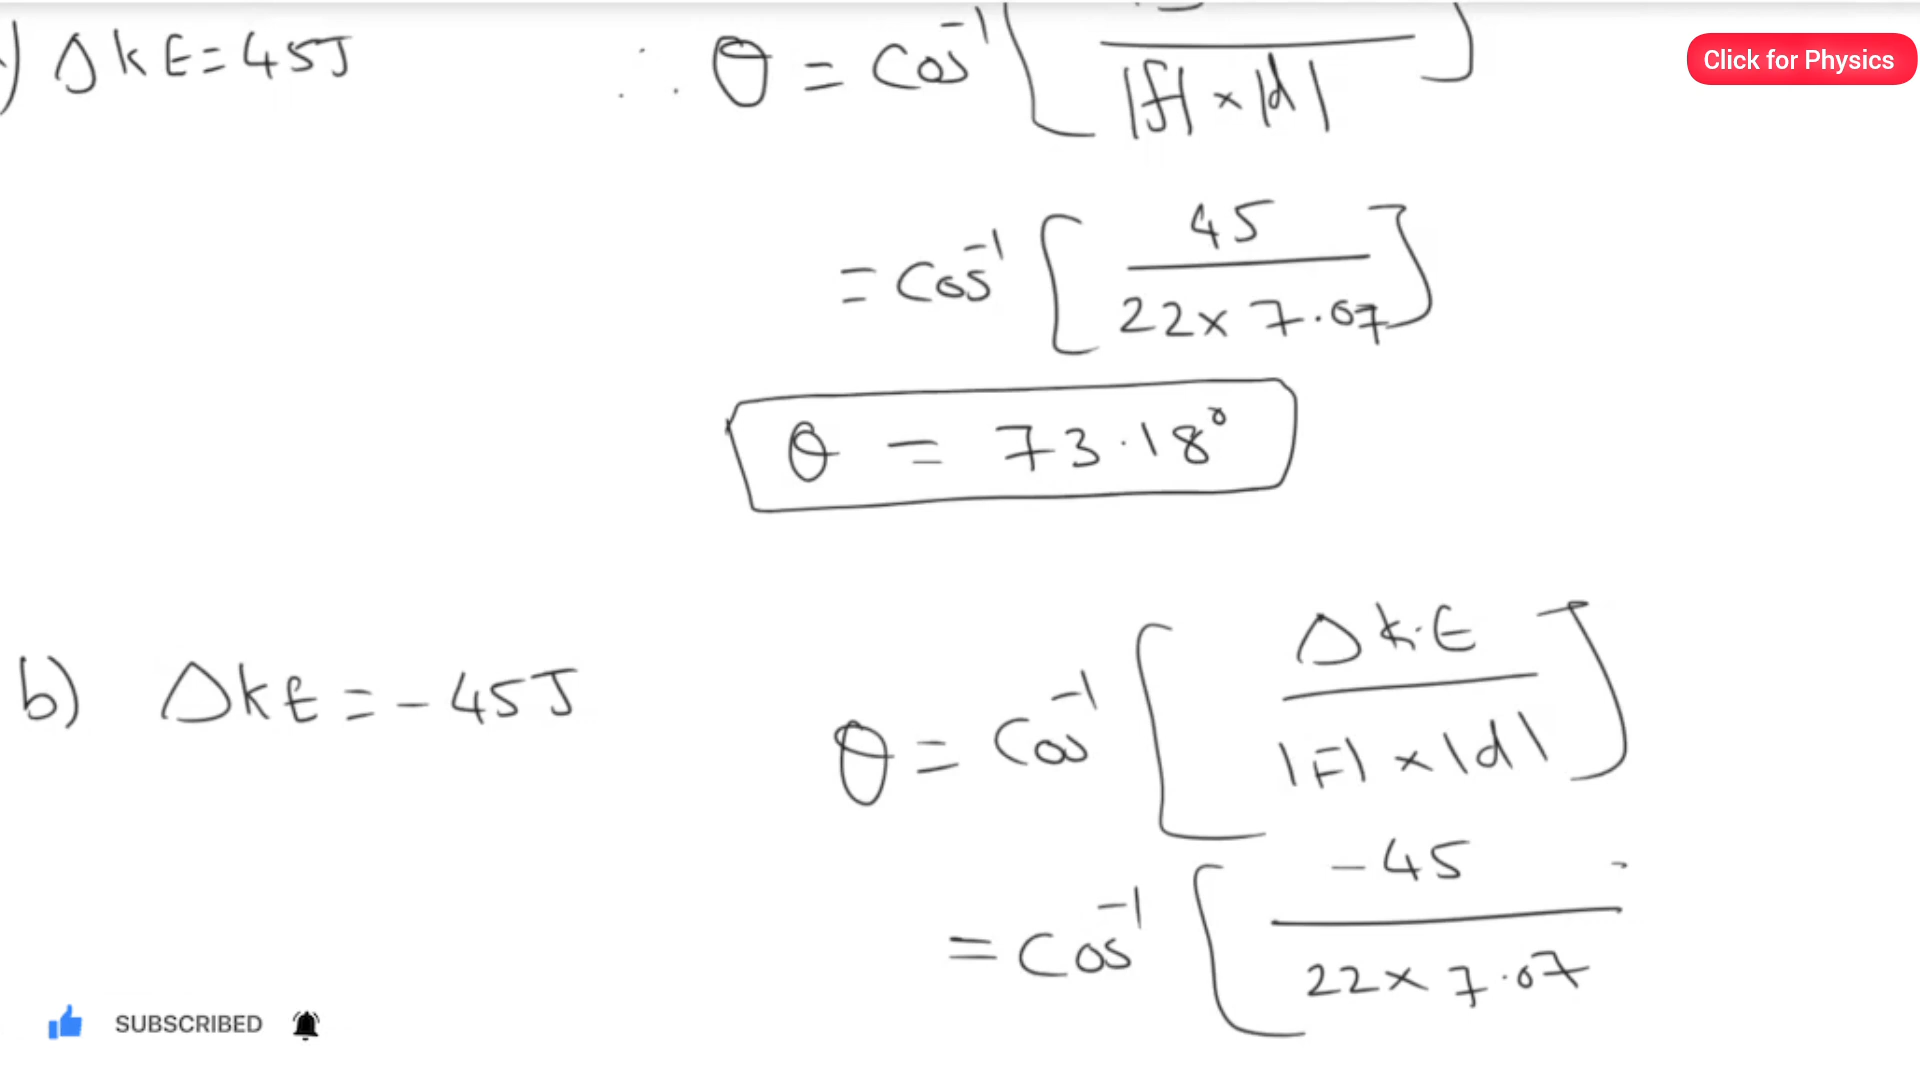 ) ΔKE = 45J ∴ θ = cos⁻¹[ / |f| × |d| ]
Click for Physics
= cos⁻¹[ 45 / 22 × 7.07 ]
θ = 73.18°
b) ΔKE = - 45J θ = cos⁻¹[ ΔK.E / |F| × |d| ]
= cos⁻¹[ -45 / 22 × 7.07
SUBSCRIBED